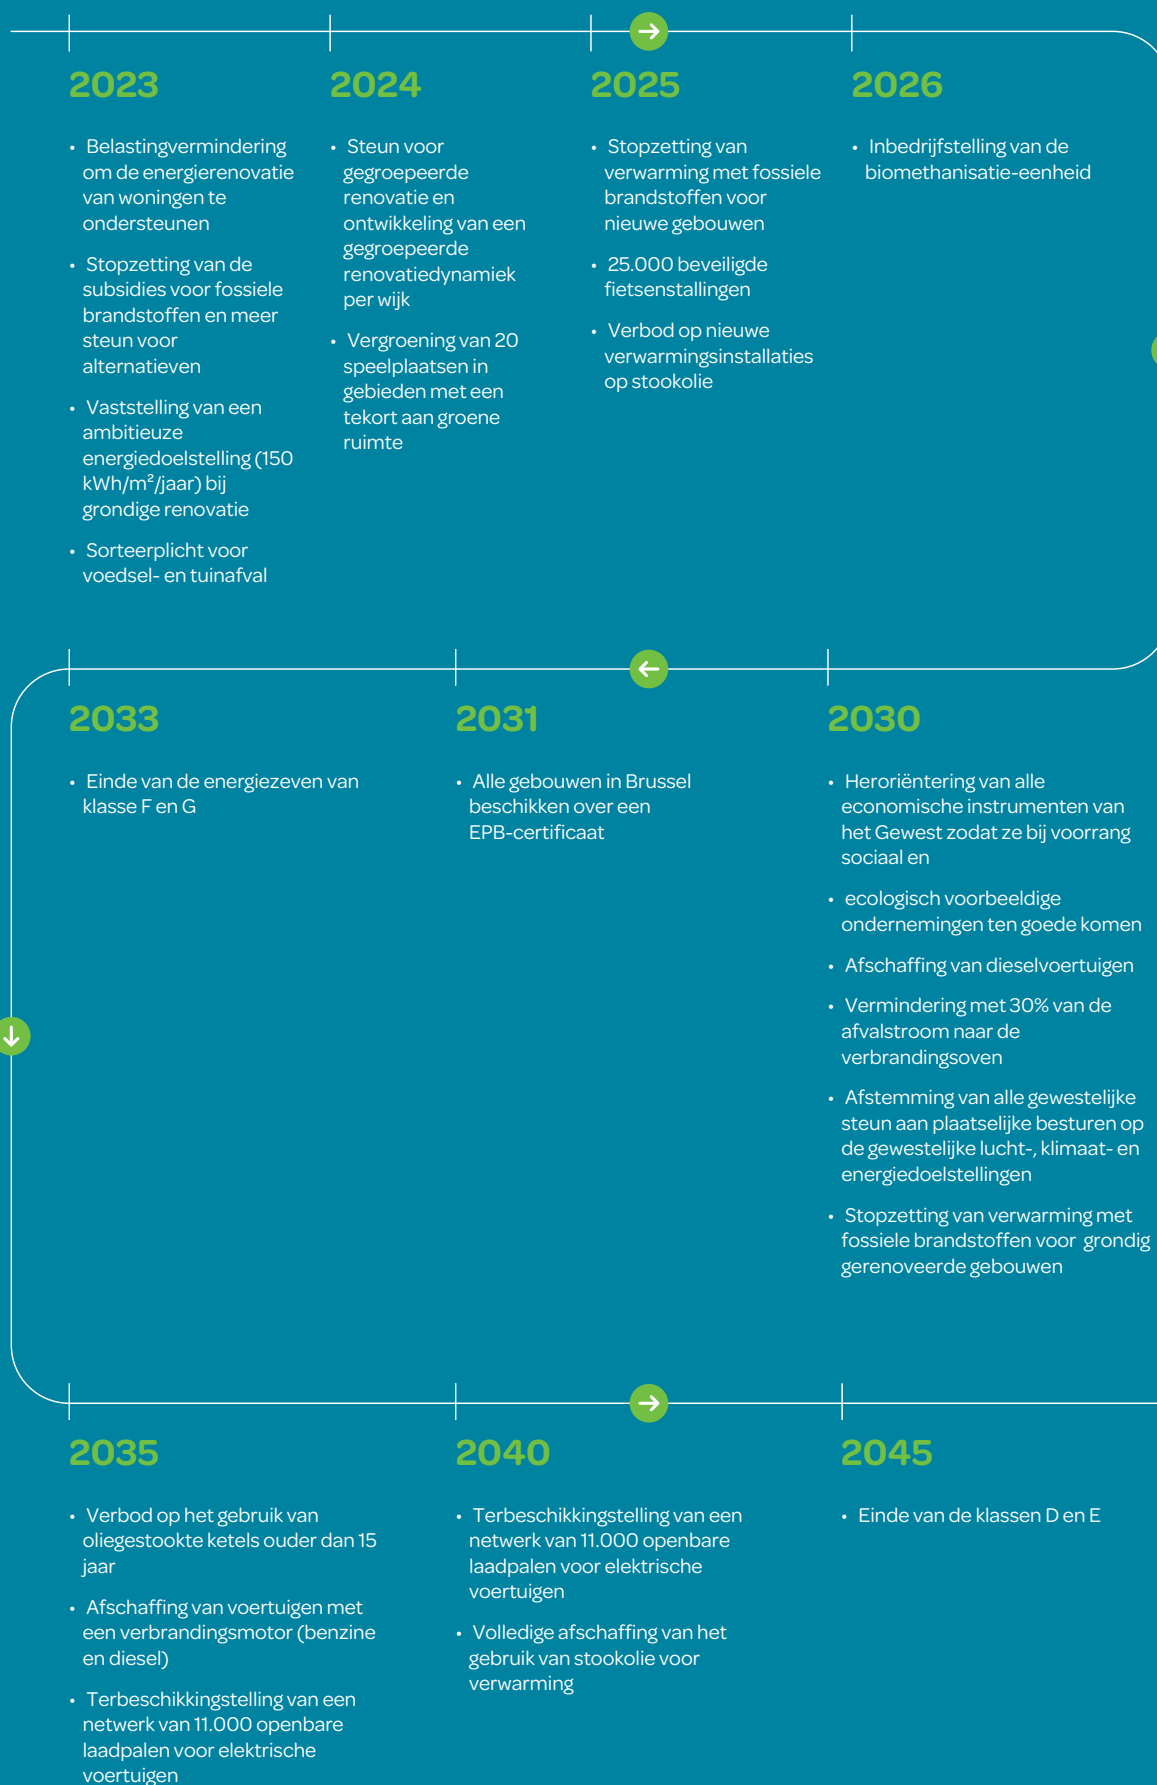 2023
• Belastingvermindering
om de energierenovatie
van woningen te
ondersteunen
• Stopzetting van de
subsidies voor fossiele
brandstoffen en meer
steun voor
alternatieven
• Vaststelling van een
ambitieuze
energiedoelstelling (150
kWh/m²/jaar) bij
grondige renovatie
• Sorteerplicht voor
voedsel- en tuinafval
2024
• Steun voor
gegroepeerde
renovatie en
ontwikkeling van een
gegroepeerde
renovatiedynamiek
per wijk
• Vergroening van 20
speelplaatsen in
gebieden met een
tekort aan groene
ruimte
2025
• Stopzetting van
verwarming met fossiele
brandstoffen voor
nieuwe gebouwen
• 25.000 beveiligde
fietsenstallingen
• Verbod op nieuwe
verwarmingsinstallaties
op stookolie
2026
• Inbedrijfstelling van de
biomethanisatie-eenheid
2033
• Einde van de energiezeven van
klasse F en G
2031
• Alle gebouwen in Brussel
beschikken over een
EPB-certificaat
2030
• Heroriëntering van alle
economische instrumenten van
het Gewest zodat ze bij voorrang
sociaal en
• ecologisch voorbeeldige
ondernemingen ten goede komen
• Afschaffing van dieselvoertuigen
• Vermindering met 30% van de
afvalstroom naar de
verbrandingsoven
• Afstemming van alle gewestelijke
steun aan plaatselijke besturen op
de gewestelijke lucht-, klimaat- en
energiedoelstellingen
• Stopzetting van verwarming met
fossiele brandstoffen voor grondig
gerenoveerde gebouwen
2035
• Verbod op het gebruik van
oliegestookte ketels ouder dan 15
jaar
• Afschaffing van voertuigen met
een verbrandingsmotor (benzine
en diesel)
• Terbeschikkingstelling van een
netwerk van 11.000 openbare
laadpalen voor elektrische
voertuigen
2040
• Terbeschikkingstelling van een
netwerk van 11.000 openbare
laadpalen voor elektrische
voertuigen
• Volledige afschaffing van het
gebruik van stookolie voor
verwarming
2045
• Einde van de klassen D en E